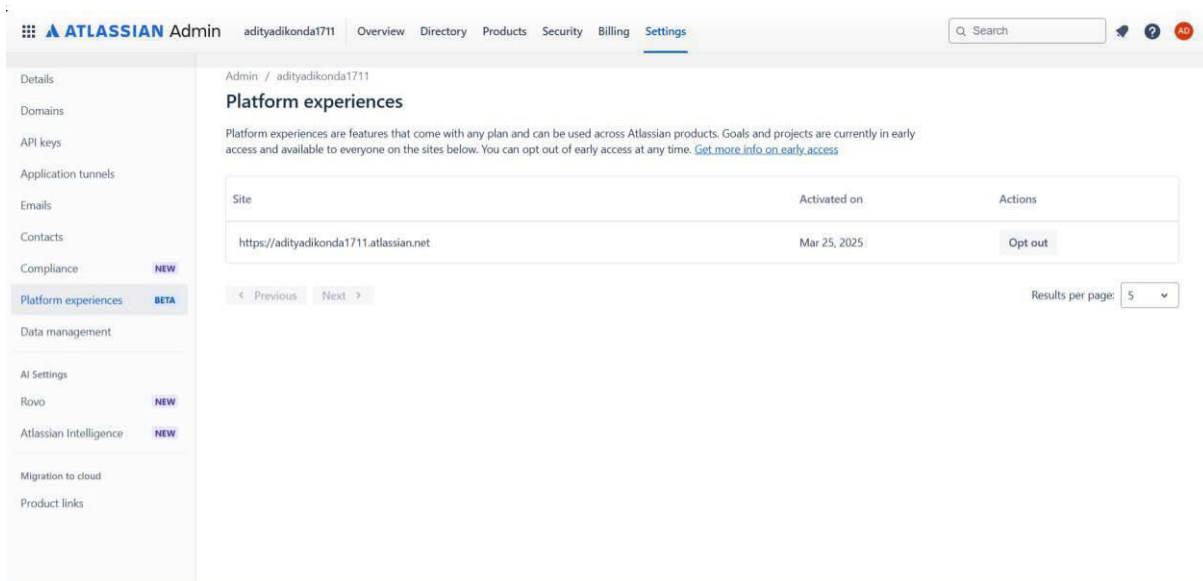 ATLASSIAN Admin adityadikonda1711 Overview Directory Products Security Billing Settings Search AD
Details
Domains
API keys
Application tunnels
Emails
Contacts
Compliance NEW
Platform experiences BETA
Data management
AI Settings
Rovo NEW
Atlassian Intelligence NEW
Migration to cloud
Product links
Admin / adityadikonda1711
Platform experiences
Platform experiences are features that come with any plan and can be used across Atlassian products. Goals and projects are currently in early
access and available to everyone on the sites below. You can opt out of early access at any time. Get more info on early access
Site Activated on Actions
https://adityadikonda1711.atlassian.net Mar 25, 2025 Opt out
Previous Next Results per page: 5